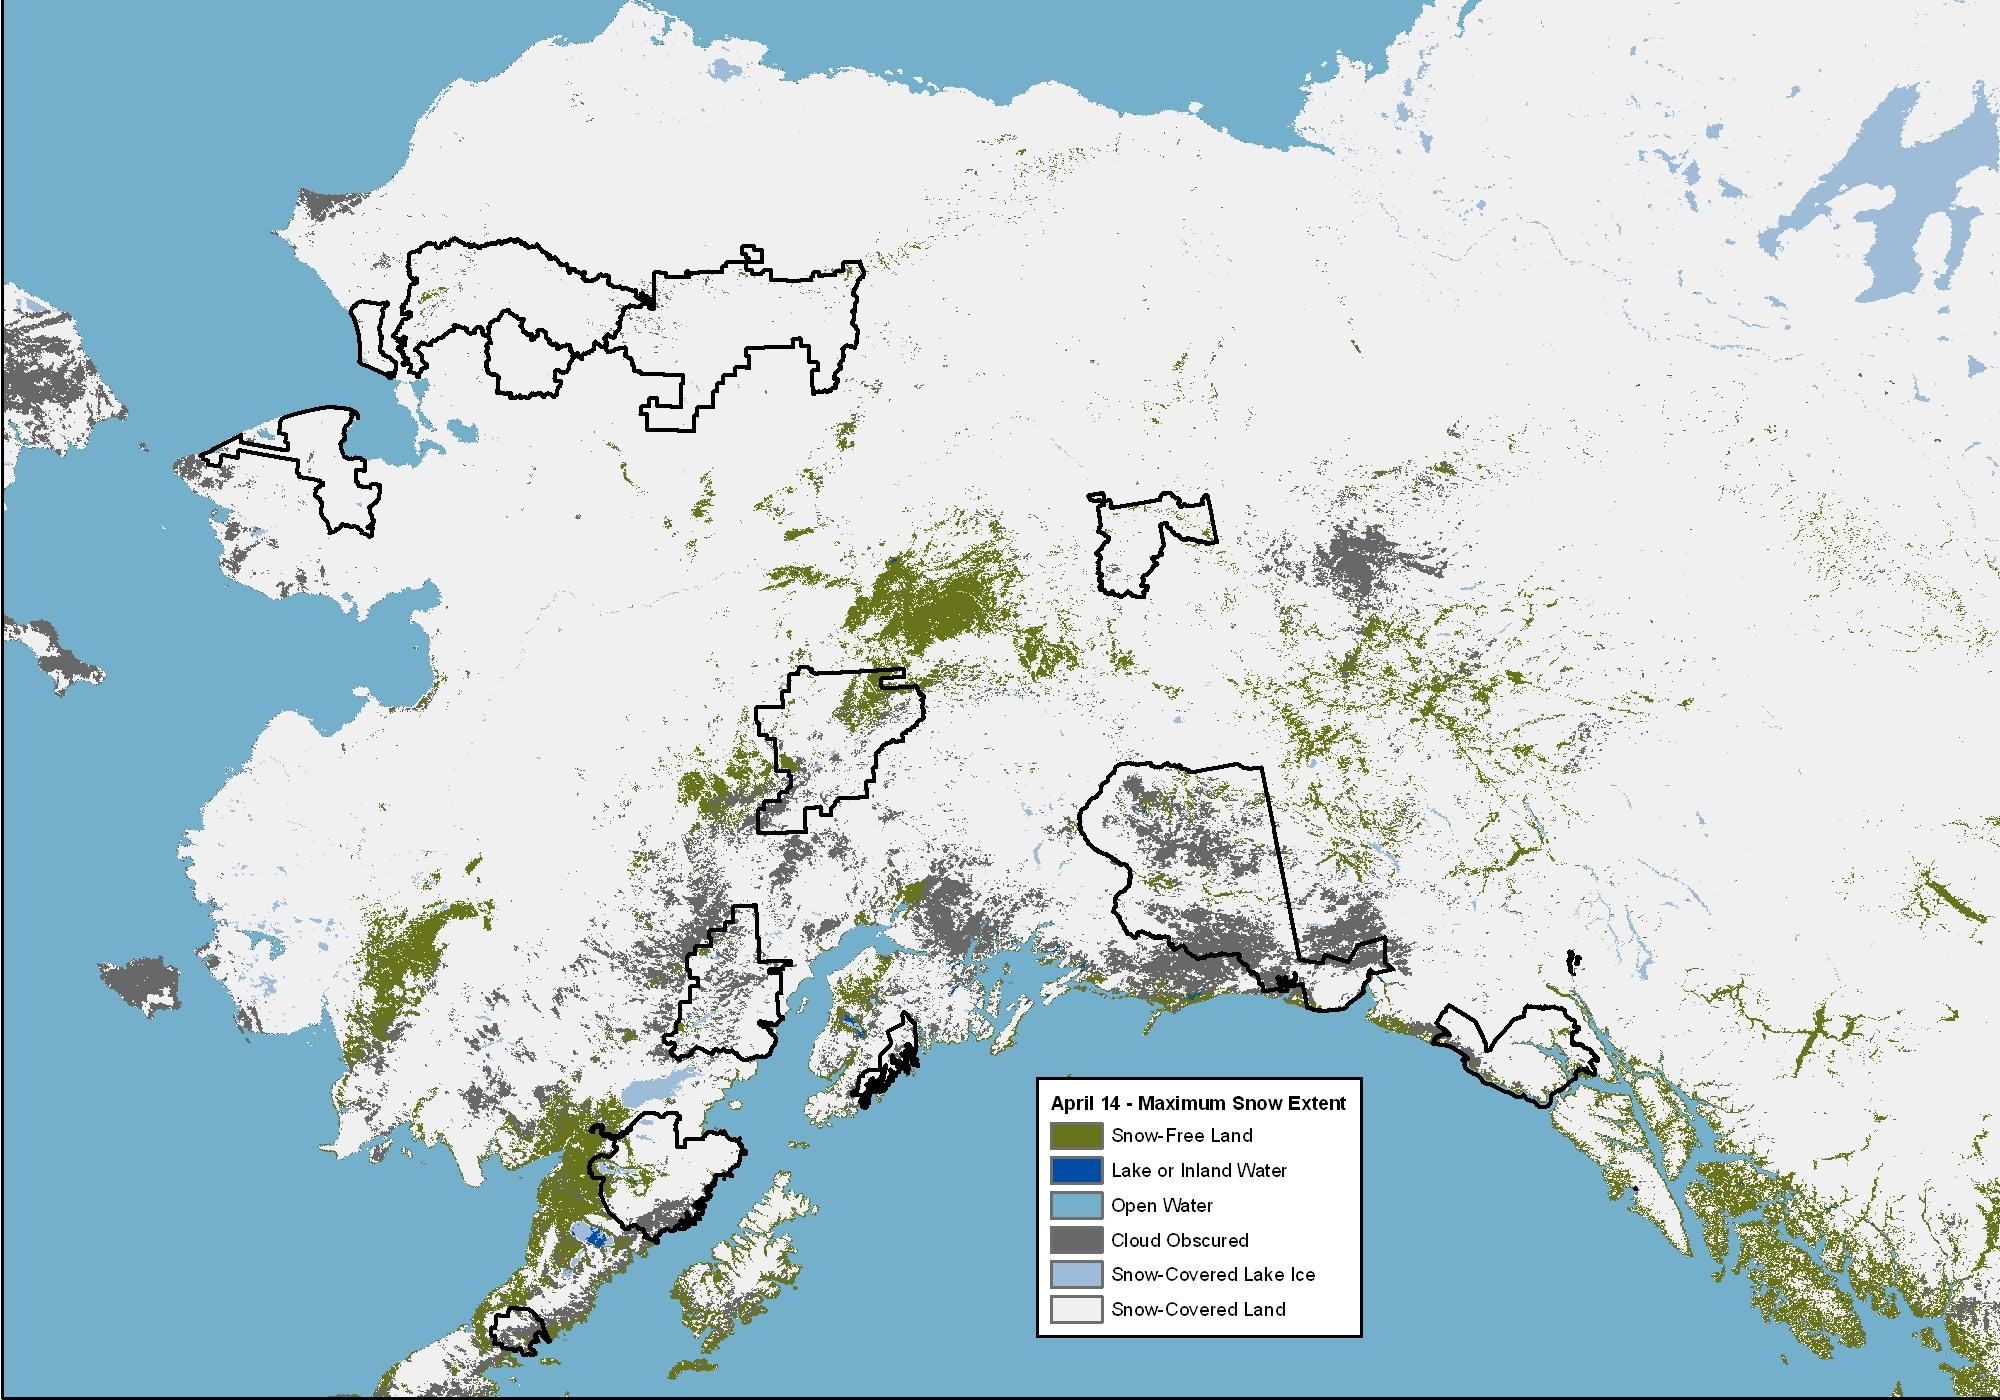 April 14 - Maximum Snow Extent
Snow-Free Land
Lake or Inland Water
Open Water
Cloud Obscured
Snow-Covered Lake Ice
Snow-Covered Land